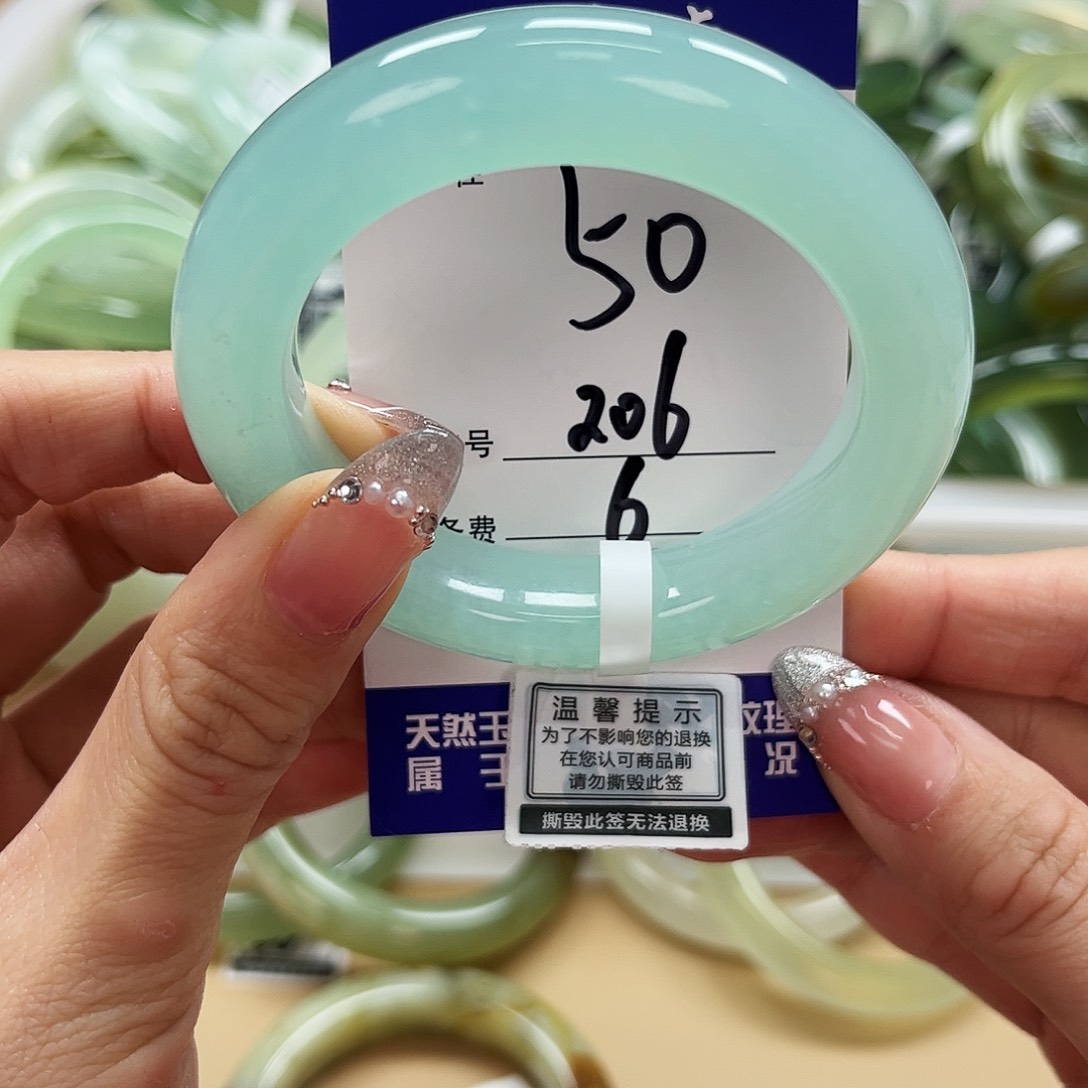 50
206
号
6
费
天然玉
纹理
属
况
温馨提示
为了不影响您的退换
在您认可商品前
请勿撕毁此签
撕毁此签无法退换